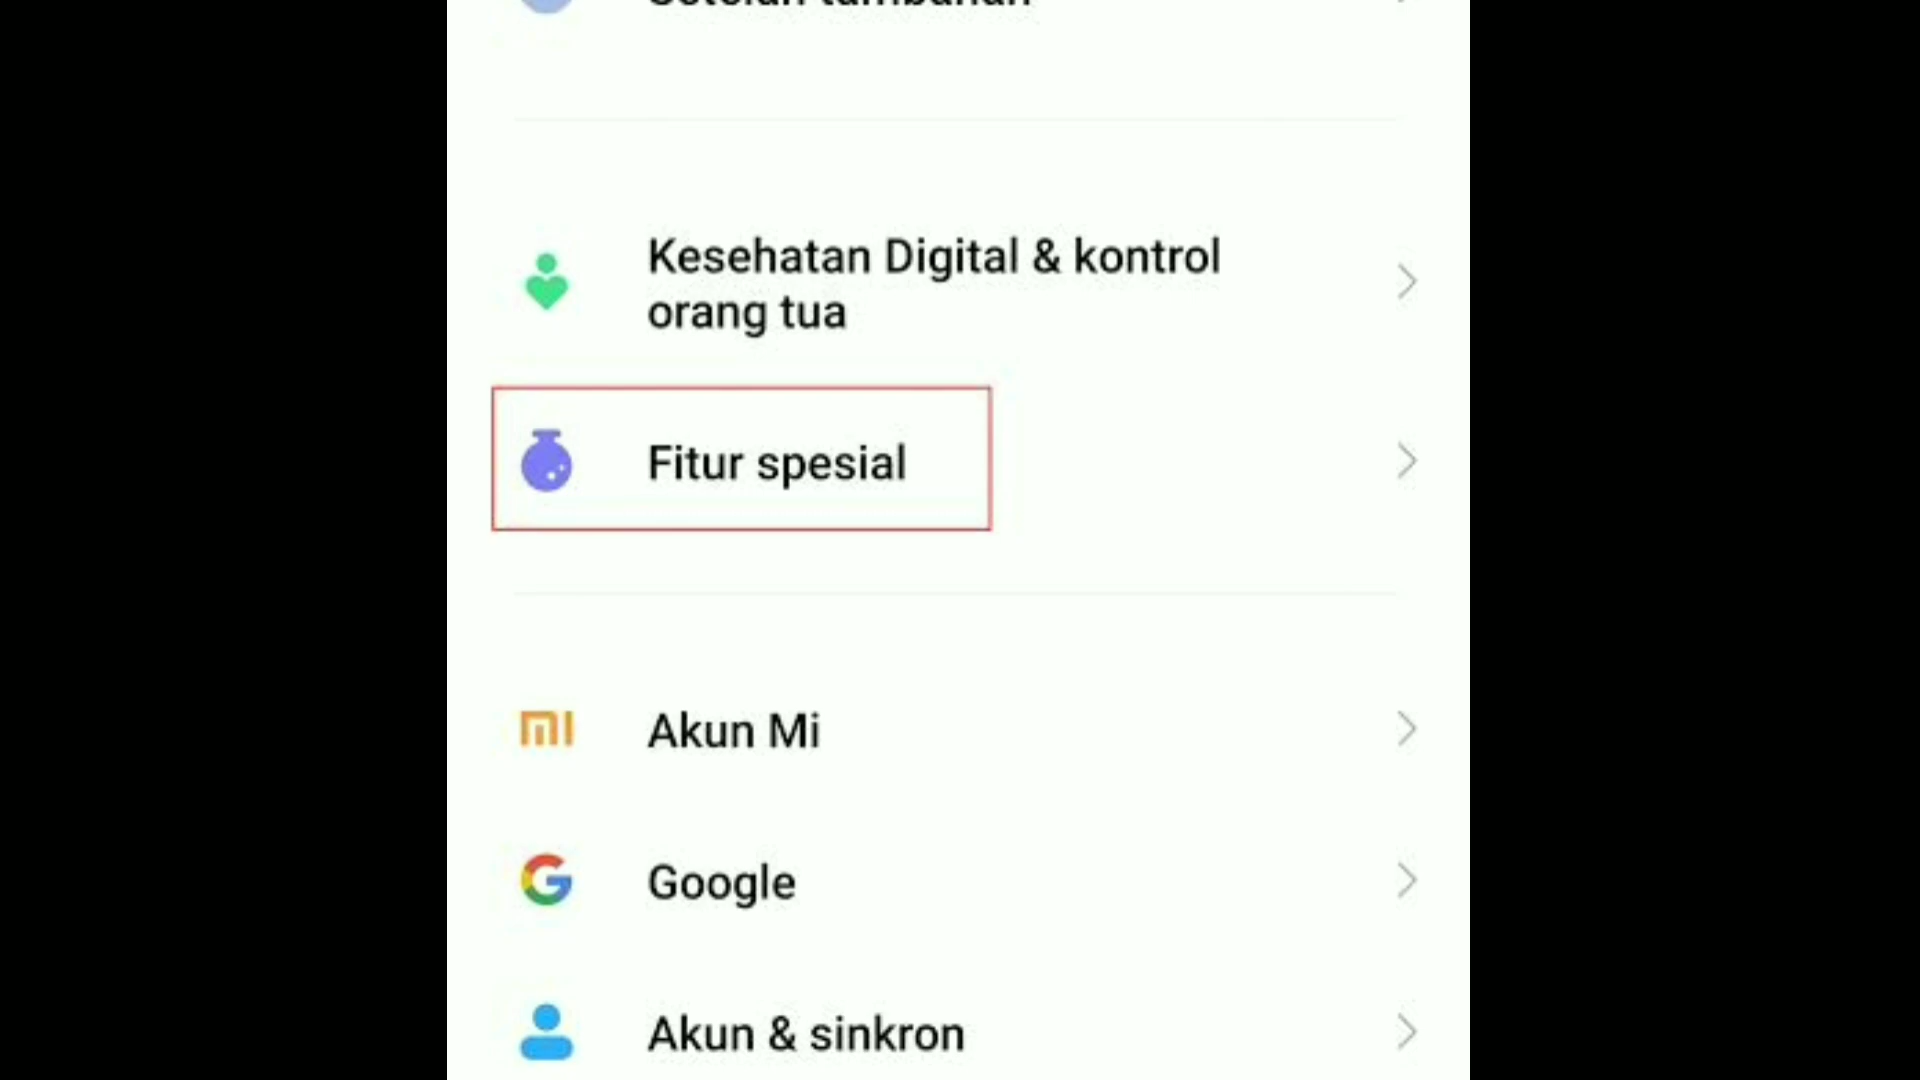 Setelan tambahan
Kesehatan Digital & kontrol
orang tua
Fitur spesial
Akun Mi
Google
Akun & sinkron